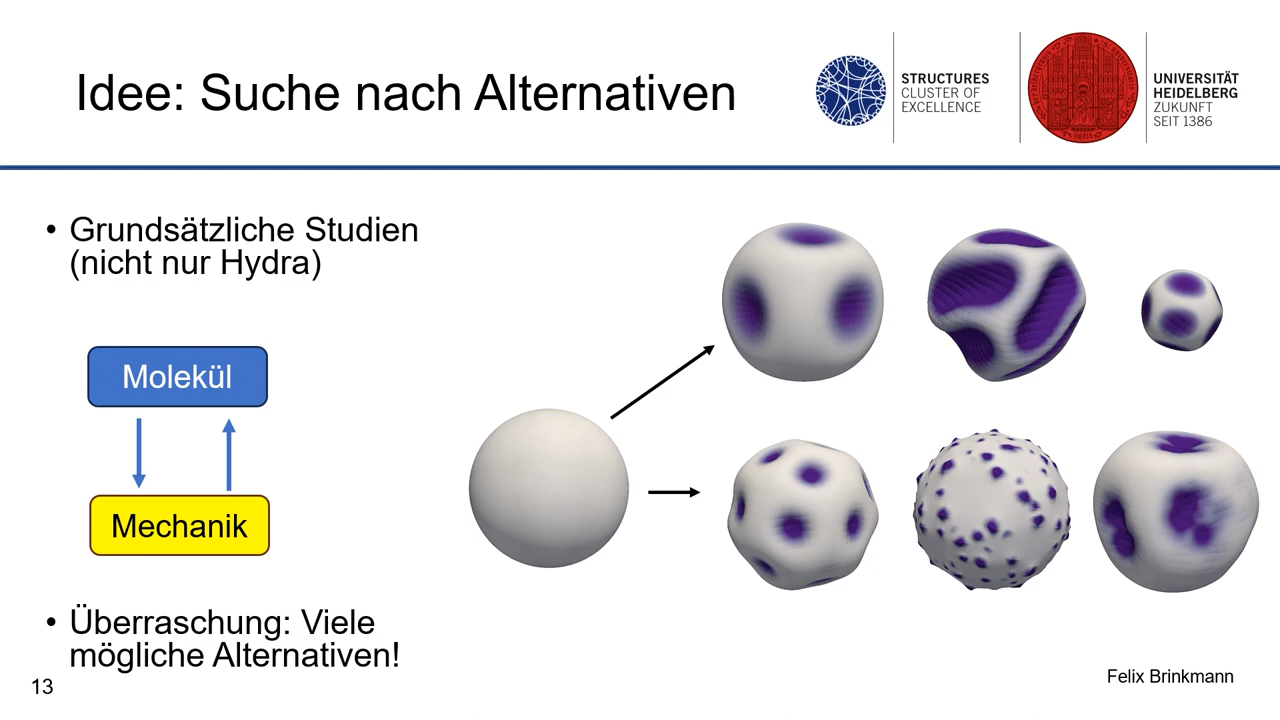 Idee: Suche nach Alternativen
STRUCTURES
CLUSTER OF
EXCELLENCE
UNIVERSITÄT
HEIDELBERG
ZUKUNFT
SEIT 1386
• Grundsätzliche Studien
(nicht nur Hydra)
Molekül
Mechanik
• Überraschung: Viele
mögliche Alternativen!
13
Felix Brinkmann